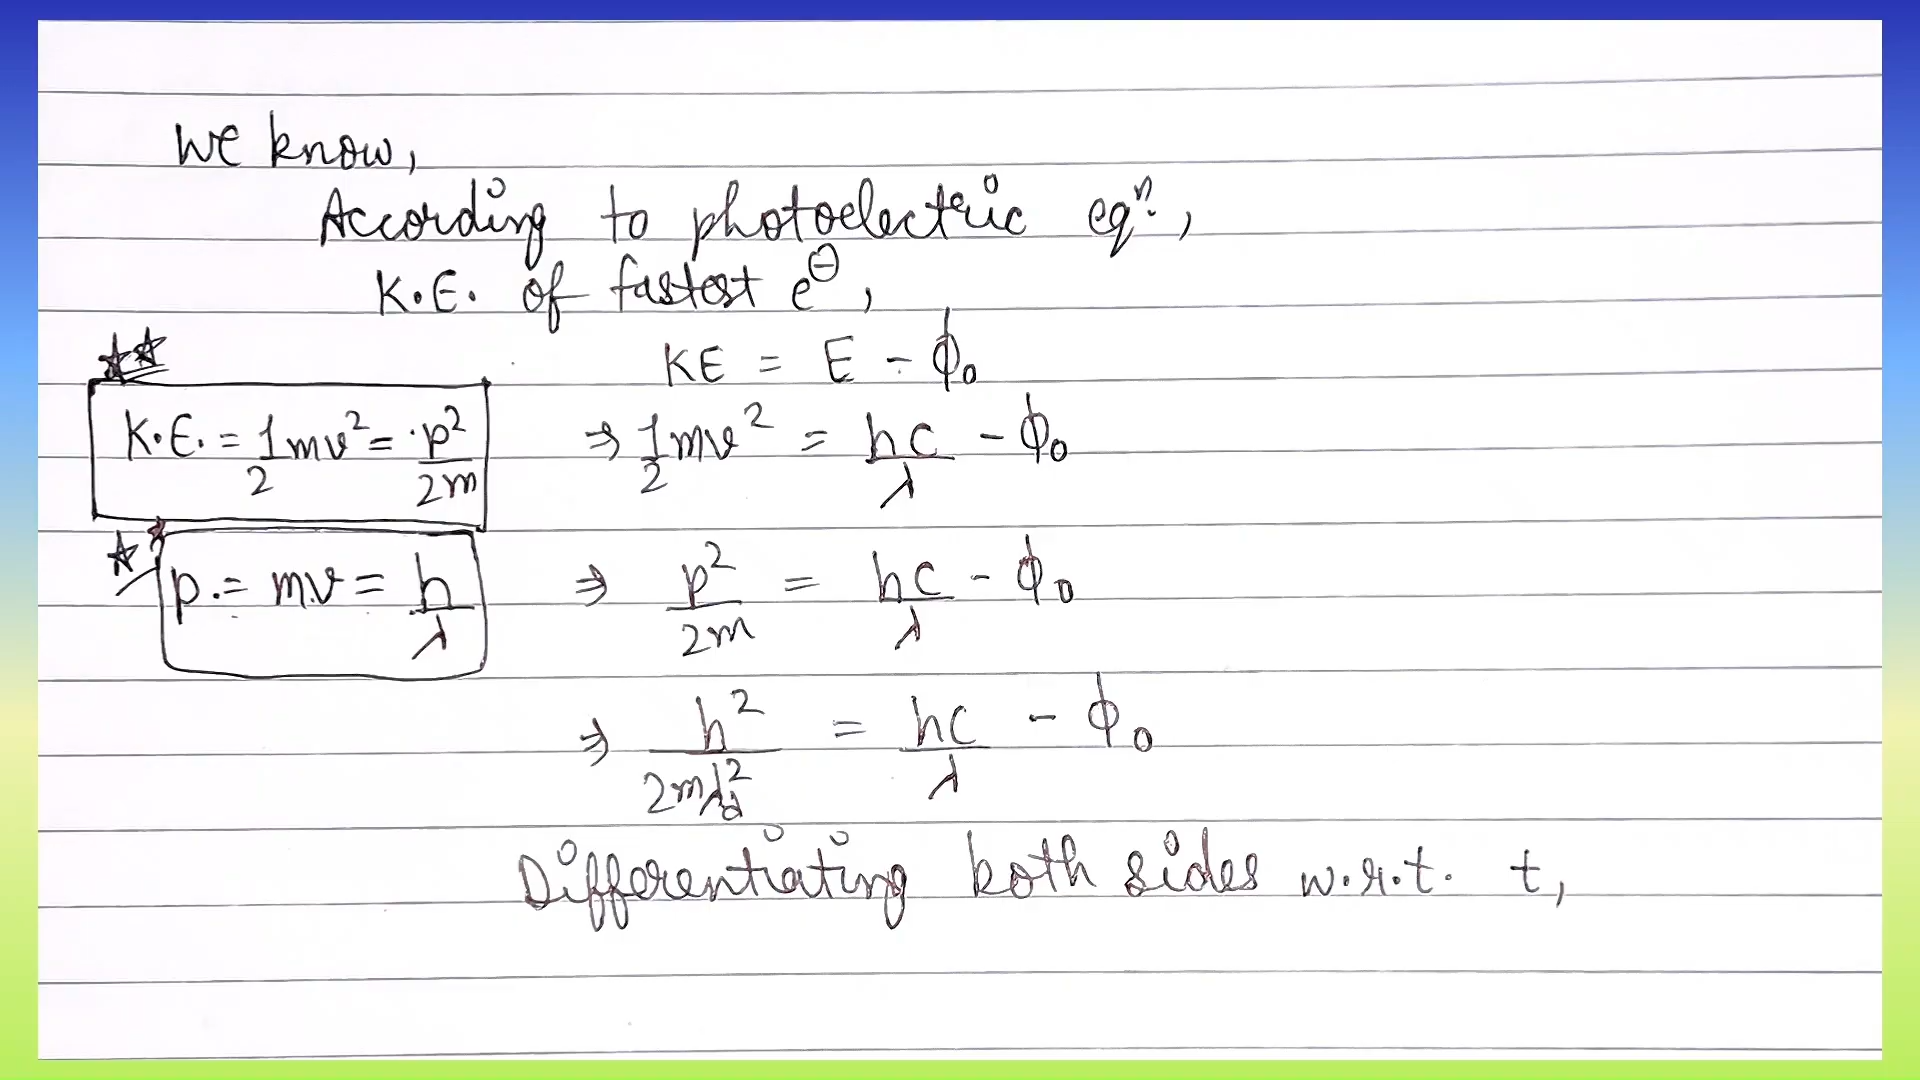 We know,
According to photoelectric eqⁿ.,
K.E. of fastest e⊖,
KE = E - ϕ₀
K.E. = 1/2 mv² = p²/2m
⇒ 1/2 mv² = hc/λ - ϕ₀
p = mv = h/λ
⇒ p²/2m = hc/λ - ϕ₀
⇒ h²/2mλ_d² = hc/λ - ϕ₀
Differentiating both sides w.r.t. t,